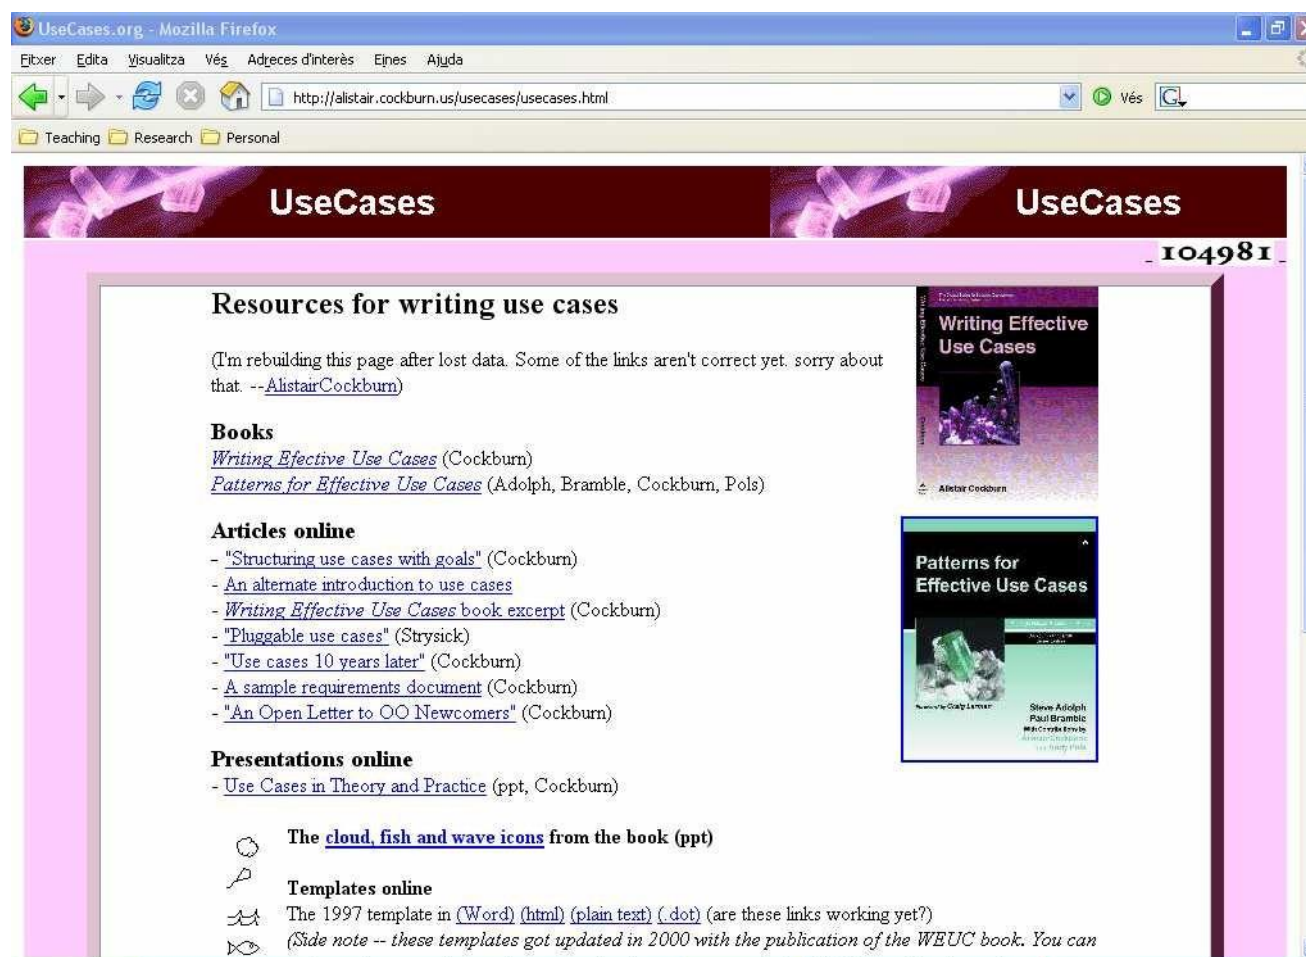 UseCases.org - Mozilla Firefox
Fitxer Edita Visualitza Vés Adreces d'interès Eines Ajuda
http://alistair.cockburn.us/usecases/usecases.html Vés G
Teaching Research Personal
UseCases UseCases
104981
Resources for writing use cases
(I'm rebuilding this page after lost data. Some of the links aren't correct yet. sorry about
that. --AlistairCockburn)
Books
Writing Efective Use Cases (Cockburn)
Patterns for Effective Use Cases (Adolph, Bramble, Cockburn, Pols)
Articles online
- "Structuring use cases with goals" (Cockburn)
- An alternate introduction to use cases
- Writing Effective Use Cases book excerpt (Cockburn)
- "Pluggable use cases" (Strysick)
- "Use cases 10 years later" (Cockburn)
- A sample requirements document (Cockburn)
- "An Open Letter to OO Newcomers" (Cockburn)
Presentations online
- Use Cases in Theory and Practice (ppt, Cockburn)
The cloud, fish and wave icons from the book (ppt)
Templates online
The 1997 template in (Word) (html) (plain text) (.dot) (are these links working yet?)
(Side note -- these templates got updated in 2000 with the publication of the WEUC book. You can
Writing Effective
Use Cases
Alistair Cockburn
Patterns for
Effective Use Cases
Steve Adolph
Paul Bramble